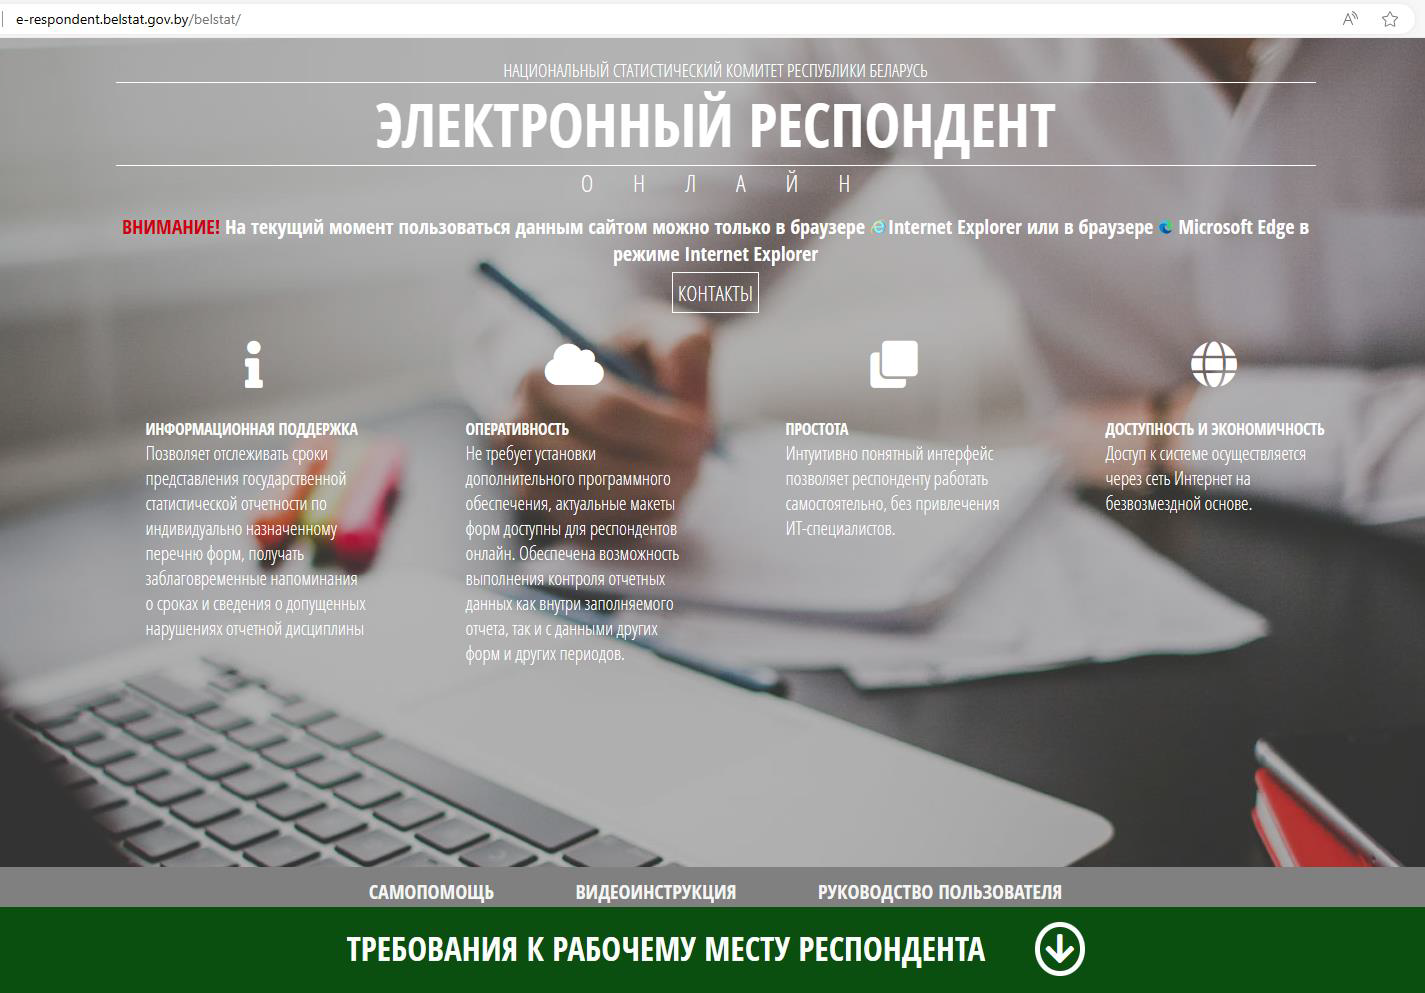 e-respondent.belstat.gov.by/belstat/
НАЦИОНАЛЬНЫЙ СТАТИСТИЧЕСКИЙ КОМИТЕТ РЕСПУБЛИКИ БЕЛАРУСЬ
ЭЛЕКТРОННЫЙ РЕСПОНДЕНТ
ОНЛАЙН
ВНИМАНИЕ! На текущий момент пользоваться данным сайтом можно только в браузере Internet Explorer или в браузере Microsoft Edge в
режиме Internet Explorer
КОНТАКТЫ
ИНФОРМАЦИОННАЯ ПОДДЕРЖКА
Позволяет отслеживать сроки
представления государственной
статистической отчетности по
индивидуально назначенному
перечню форм, получать
заблаговременные напоминания
о сроках и сведения о допущенных
нарушениях отчетной дисциплины
ОПЕРАТИВНОСТЬ
Не требует установки
дополнительного программного
обеспечения, актуальные макеты
форм доступны для респондентов
онлайн. Обеспечена возможность
выполнения контроля отчетных
данных как внутри заполняемого
отчета, так и с данными других
форм и других периодов.
ПРОСТОТА
Интуитивно понятный интерфейс
позволяет респонденту работать
самостоятельно, без привлечения
ИТ-специалистов.
ДОСТУПНОСТЬ И ЭКОНОМИЧНОСТЬ
Доступ к системе осуществляется
через сеть Интернет на
безвозмездной основе.
САМОПОМОЩЬ ВИДЕОИНСТРУКЦИЯ РУКОВОДСТВО ПОЛЬЗОВАТЕЛЯ
ТРЕБОВАНИЯ К РАБОЧЕМУ МЕСТУ РЕСПОНДЕНТА